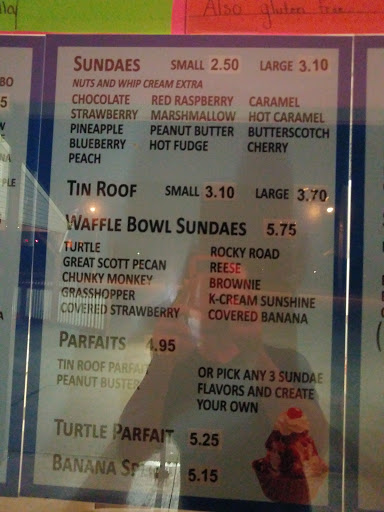 Also gluten free
SUNDAES SMALL 2.50 LARGE 3.10
NUTS AND WHIP CREAM EXTRA
CHOCOLATE RED RASPBERRY CARAMEL
STRAWBERRY MARSHMALLOW HOT CARAMEL
PINEAPPLE PEANUT BUTTER BUTTERSCOTCH
BLUEBERRY HOT FUDGE CHERRY
PEACH
TIN ROOF SMALL 3.10 LARGE 3.70
WAFFLE BOWL SUNDAES 5.75
TURTLE ROCKY ROAD
GREAT SCOTT PECAN REESE
CHUNKY MONKEY BROWNIE
GRASSHOPPER K-CREAM SUNSHINE
COVERED STRAWBERRY COVERED BANANA
PARFAITS 4.95
TIN ROOF PARFAIT
PEANUT BUSTER
OR PICK ANY 3 SUNDAE
FLAVORS AND CREATE
YOUR OWN
TURTLE PARFAIT 5.25
BANANA SPLIT 5.15